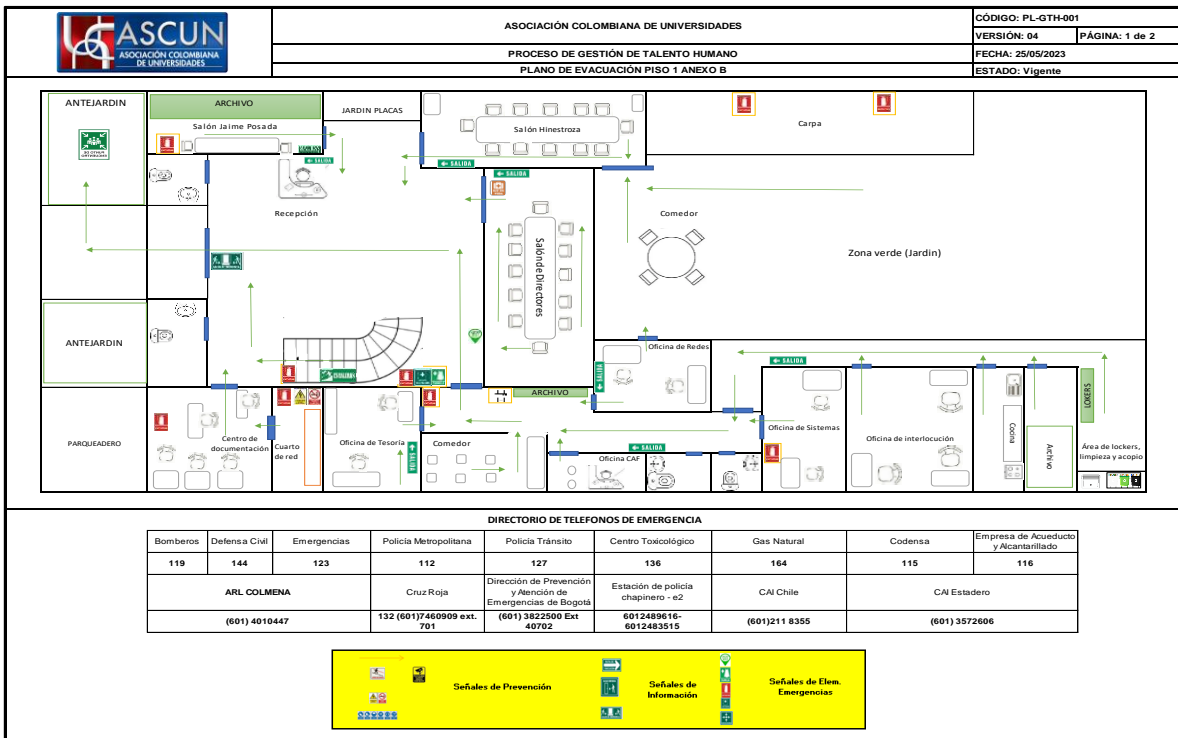 ASCUN
ASOCIACIÓN COLOMBIANA
DE UNIVERSIDADES
ASOCIACIÓN COLOMBIANA DE UNIVERSIDADES
PROCESO DE GESTIÓN DE TALENTO HUMANO
PLANO DE EVACUACIÓN PISO 1 ANEXO B
CÓDIGO: PL-GTH-001
VERSIÓN: 04
PÁGINA: 1 de 2
FECHA: 25/05/2023
ESTADO: Vigente
ANTEJARDIN
ARCHIVO
Salón Jaime Posada
JARDIN PLACAS
Salón Hinestroza
Carpa
SALIDA
SALIDA
SALIDA
Recepción
Salón de Directores
Comedor
Zona verde (Jardin)
ANTEJARDIN
Oficina de Redes
SALIDA
SALIDA
ARCHIVO
LOKERS
PARQUEADERO
Centro de
documentación
Cuarto
de red
Oficina de Tesoría
SALIDA
Comedor
SALIDA
Oficina CAF
Oficina de Sistemas
Oficina de interlocución
Cocina
Archivo
Área de lockers,
limpieza y acopio
DIRECTORIO DE TELEFONOS DE EMERGENCIA
Bomberos
Defensa Civil
Emergencias
Policía Metropolitana
Policía Tránsito
Centro Toxicológico
Gas Natural
Codensa
Empresa de Acueducto
y Alcantarillado
119
144
123
112
127
136
164
115
116
ARL COLMENA
Cruz Roja
Dirección de Prevención
y Atención de
Emergencias de Bogotá
Estación de policía
chapinero - e2
CAI Chile
CAI Estadero
(601) 4010447
132 (601)7460909 ext.
701
(601) 3822500 Ext
40702
6012489616-
6012483515
(601)211 8355
(601) 3572606
Señales de Prevención
Señales de
Información
Señales de Elem.
Emergencias